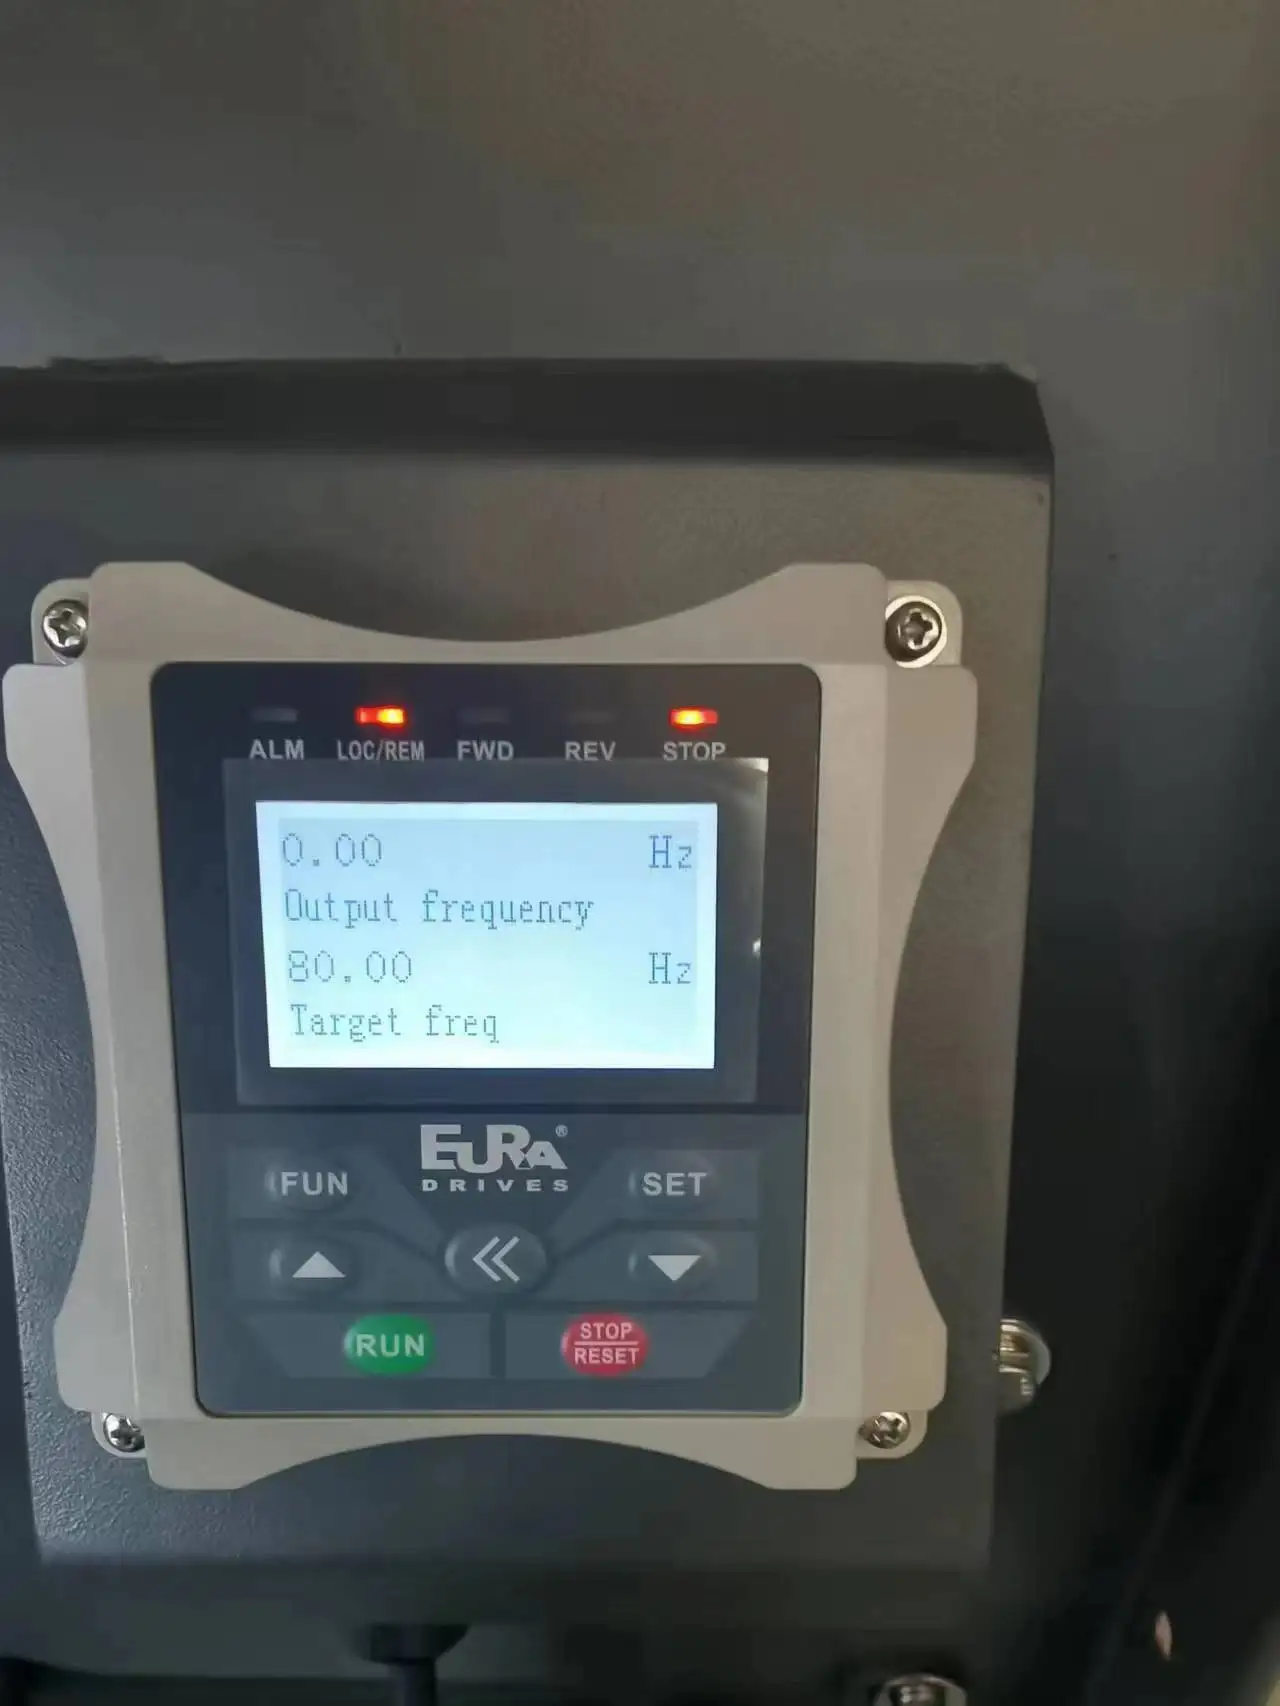 ALM LOC/REM FWD REV STOP
0.00 Hz
Output frequency
80.00 Hz
Target freq
EURA®
DRIVES
FUN SET
RUN STOP
RESET